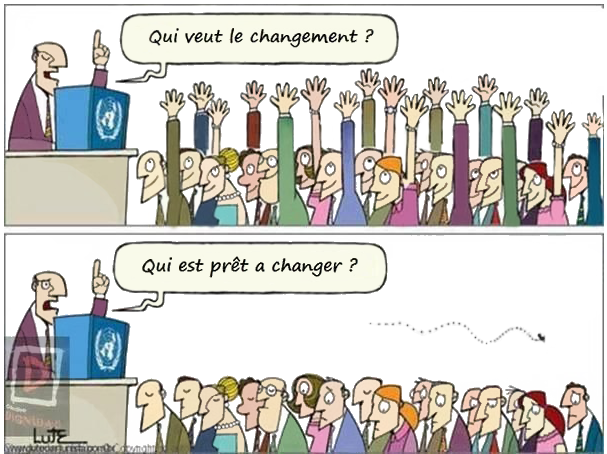 Qui veut le changement ?
Qui est prêt a changer ?
LUTE